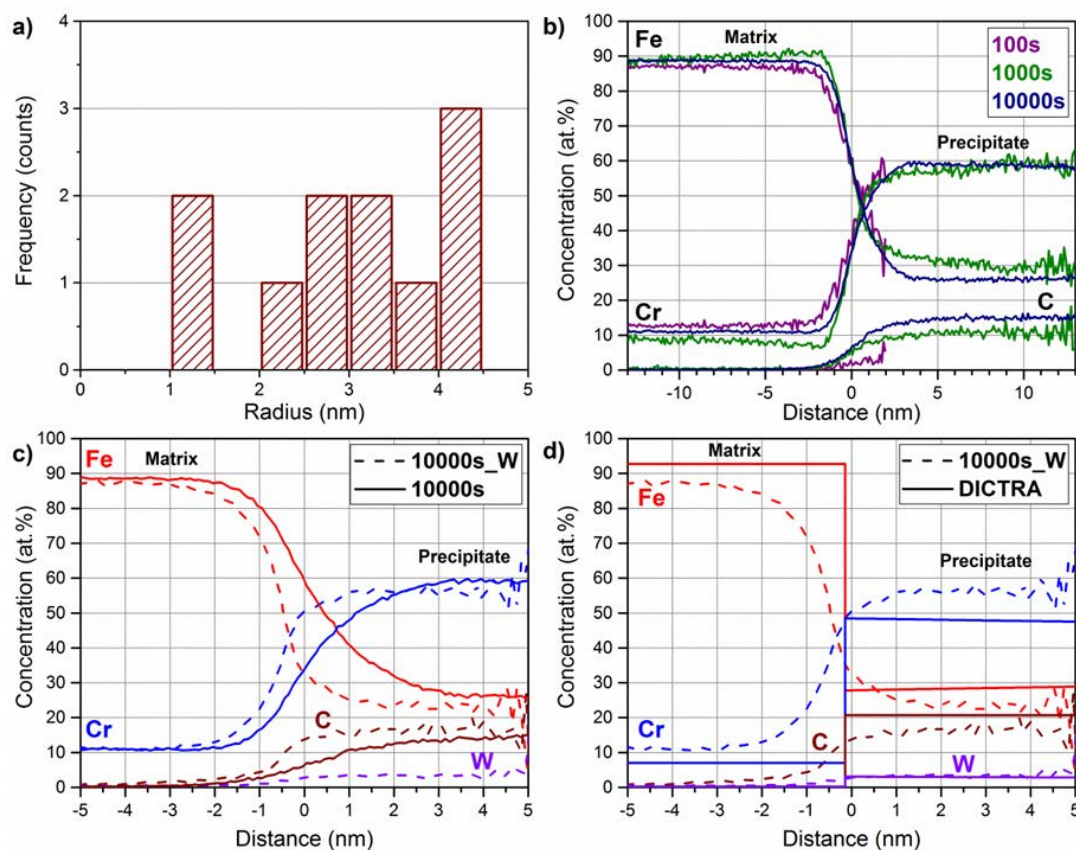 a)
Frequency (counts)
4
3
2
1
0
0 1 2 3 4 5
Radius (nm)
b)
Concentration (at.%)
100
90
80
70
60
50
40
30
20
10
0
Fe
Matrix
100s
1000s
10000s
Precipitate
Cr
C
-10 -5 0 5 10
Distance (nm)
c)
Concentration (at.%)
100
90
80
70
60
50
40
30
20
10
0
Fe
Matrix
10000s_W
10000s
Precipitate
Cr
C
W
-5 -4 -3 -2 -1 0 1 2 3 4 5
Distance (nm)
d)
Concentration (at.%)
100
90
80
70
60
50
40
30
20
10
0
Matrix
Fe
10000s_W
DICTRA
Precipitate
Cr
C
W
-5 -4 -3 -2 -1 0 1 2 3 4 5
Distance (nm)